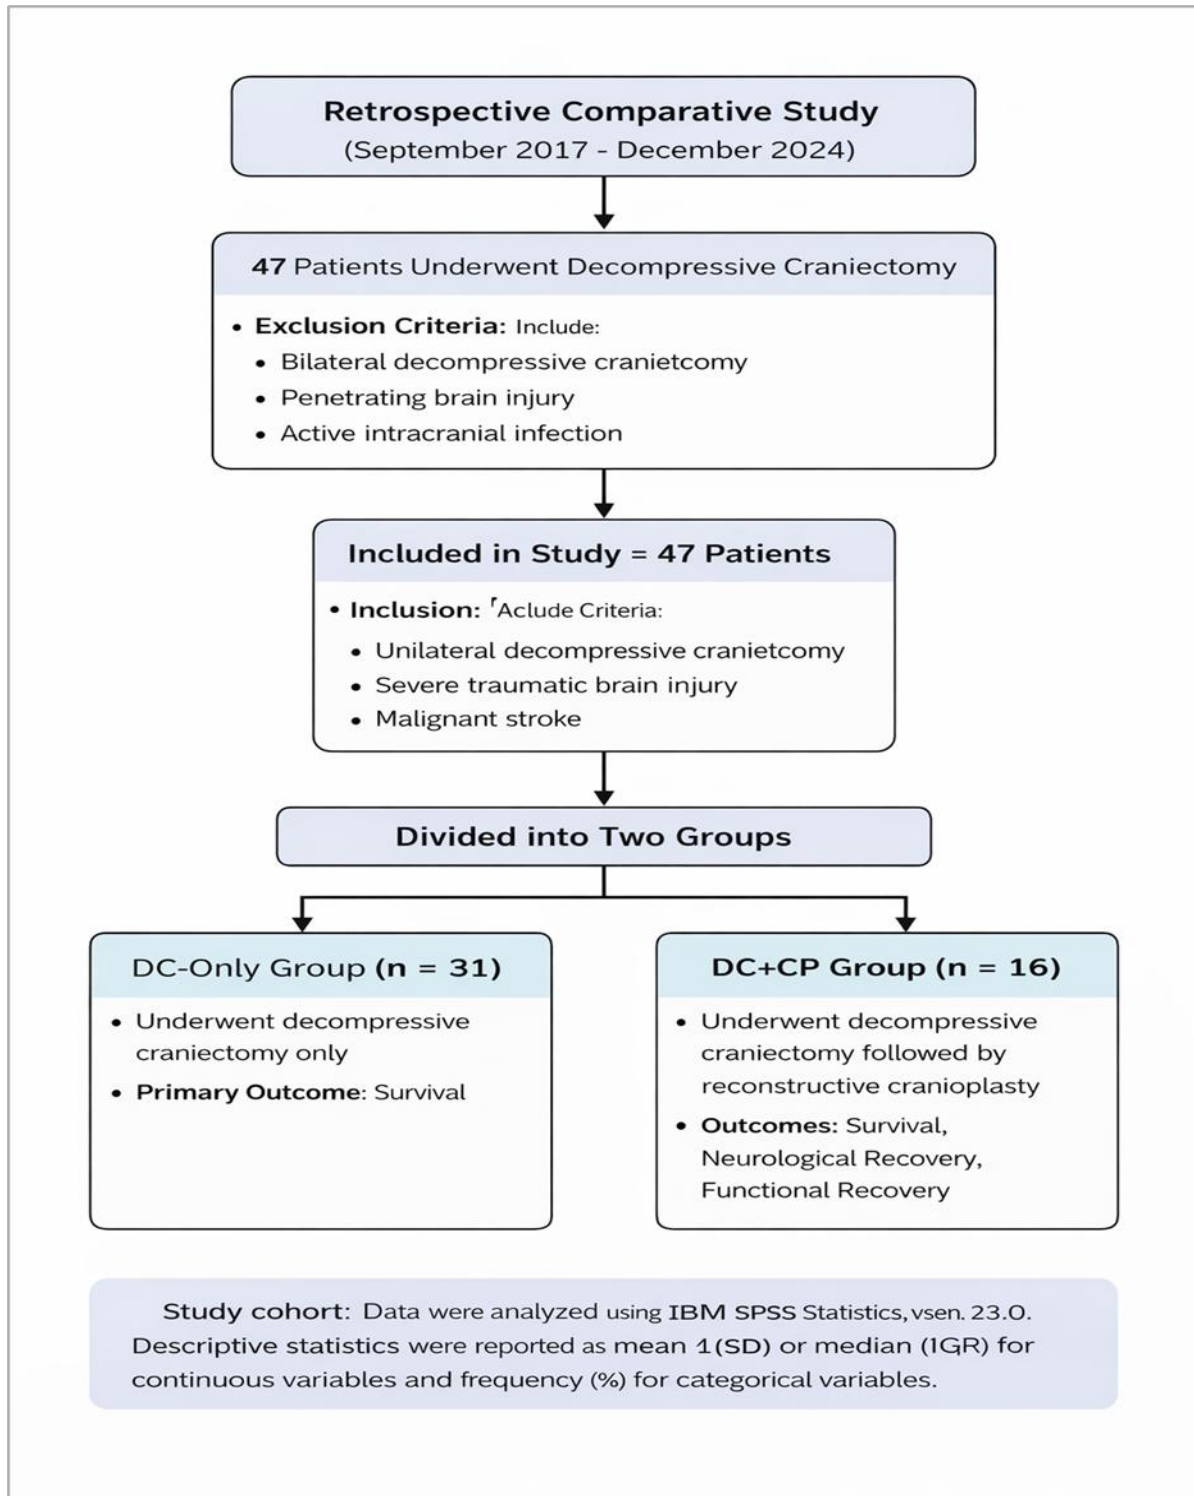 Retrospective Comparative Study
(September 2017 - December 2024)
47 Patients Underwent Decompressive Craniectomy
• Exclusion Criteria: Include:
• Bilateral decompressive cranietcomy
• Penetrating brain injury
• Active intracranial infection
Included in Study = 47 Patients
• Inclusion: ｢Aclude Criteria:
• Unilateral decompressive cranietcomy
• Severe traumatic brain injury
• Malignant stroke
Divided into Two Groups
DC-Only Group (n = 31)
• Underwent decompressive
craniectomy only
• Primary Outcome: Survival
DC+CP Group (n = 16)
• Underwent decompressive
craniectomy followed by
reconstructive cranioplasty
• Outcomes: Survival,
Neurological Recovery,
Functional Recovery
Study cohort: Data were analyzed using IBM SPSS Statistics, vsen. 23.0.
Descriptive statistics were reported as mean 1(SD) or median (IGR) for
continuous variables and frequency (%) for categorical variables.